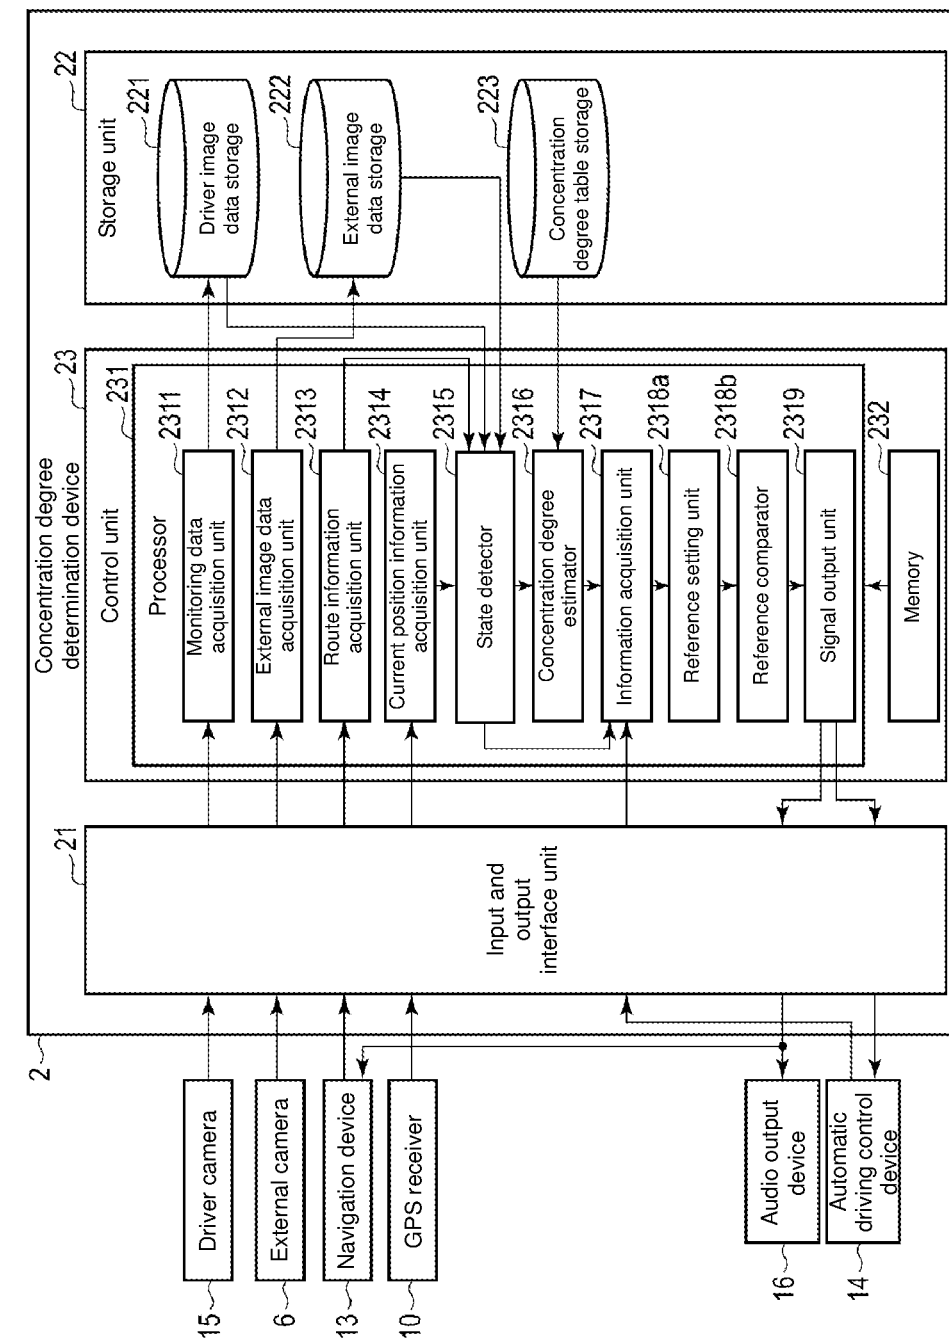 2
Concentration degree
determination device
15
Driver camera
6
External camera
13
Navigation device
10
GPS receiver
16
Audio output
device
14
Automatic
driving control
device
21
Input and
output
interface unit
23
Control unit
231
Processor
2311
Monitoring data
acquisition unit
2312
External image data
acquisition unit
2313
Route information
acquisition unit
2314
Current position information
acquisition unit
2315
State detector
2316
Concentration degree
estimator
2317
Information acquisition unit
2318a
Reference setting unit
2318b
Reference comparator
2319
Signal output unit
232
Memory
22
Storage unit
221
Driver image
data storage
222
External image
data storage
223
Concentration
degree table storage